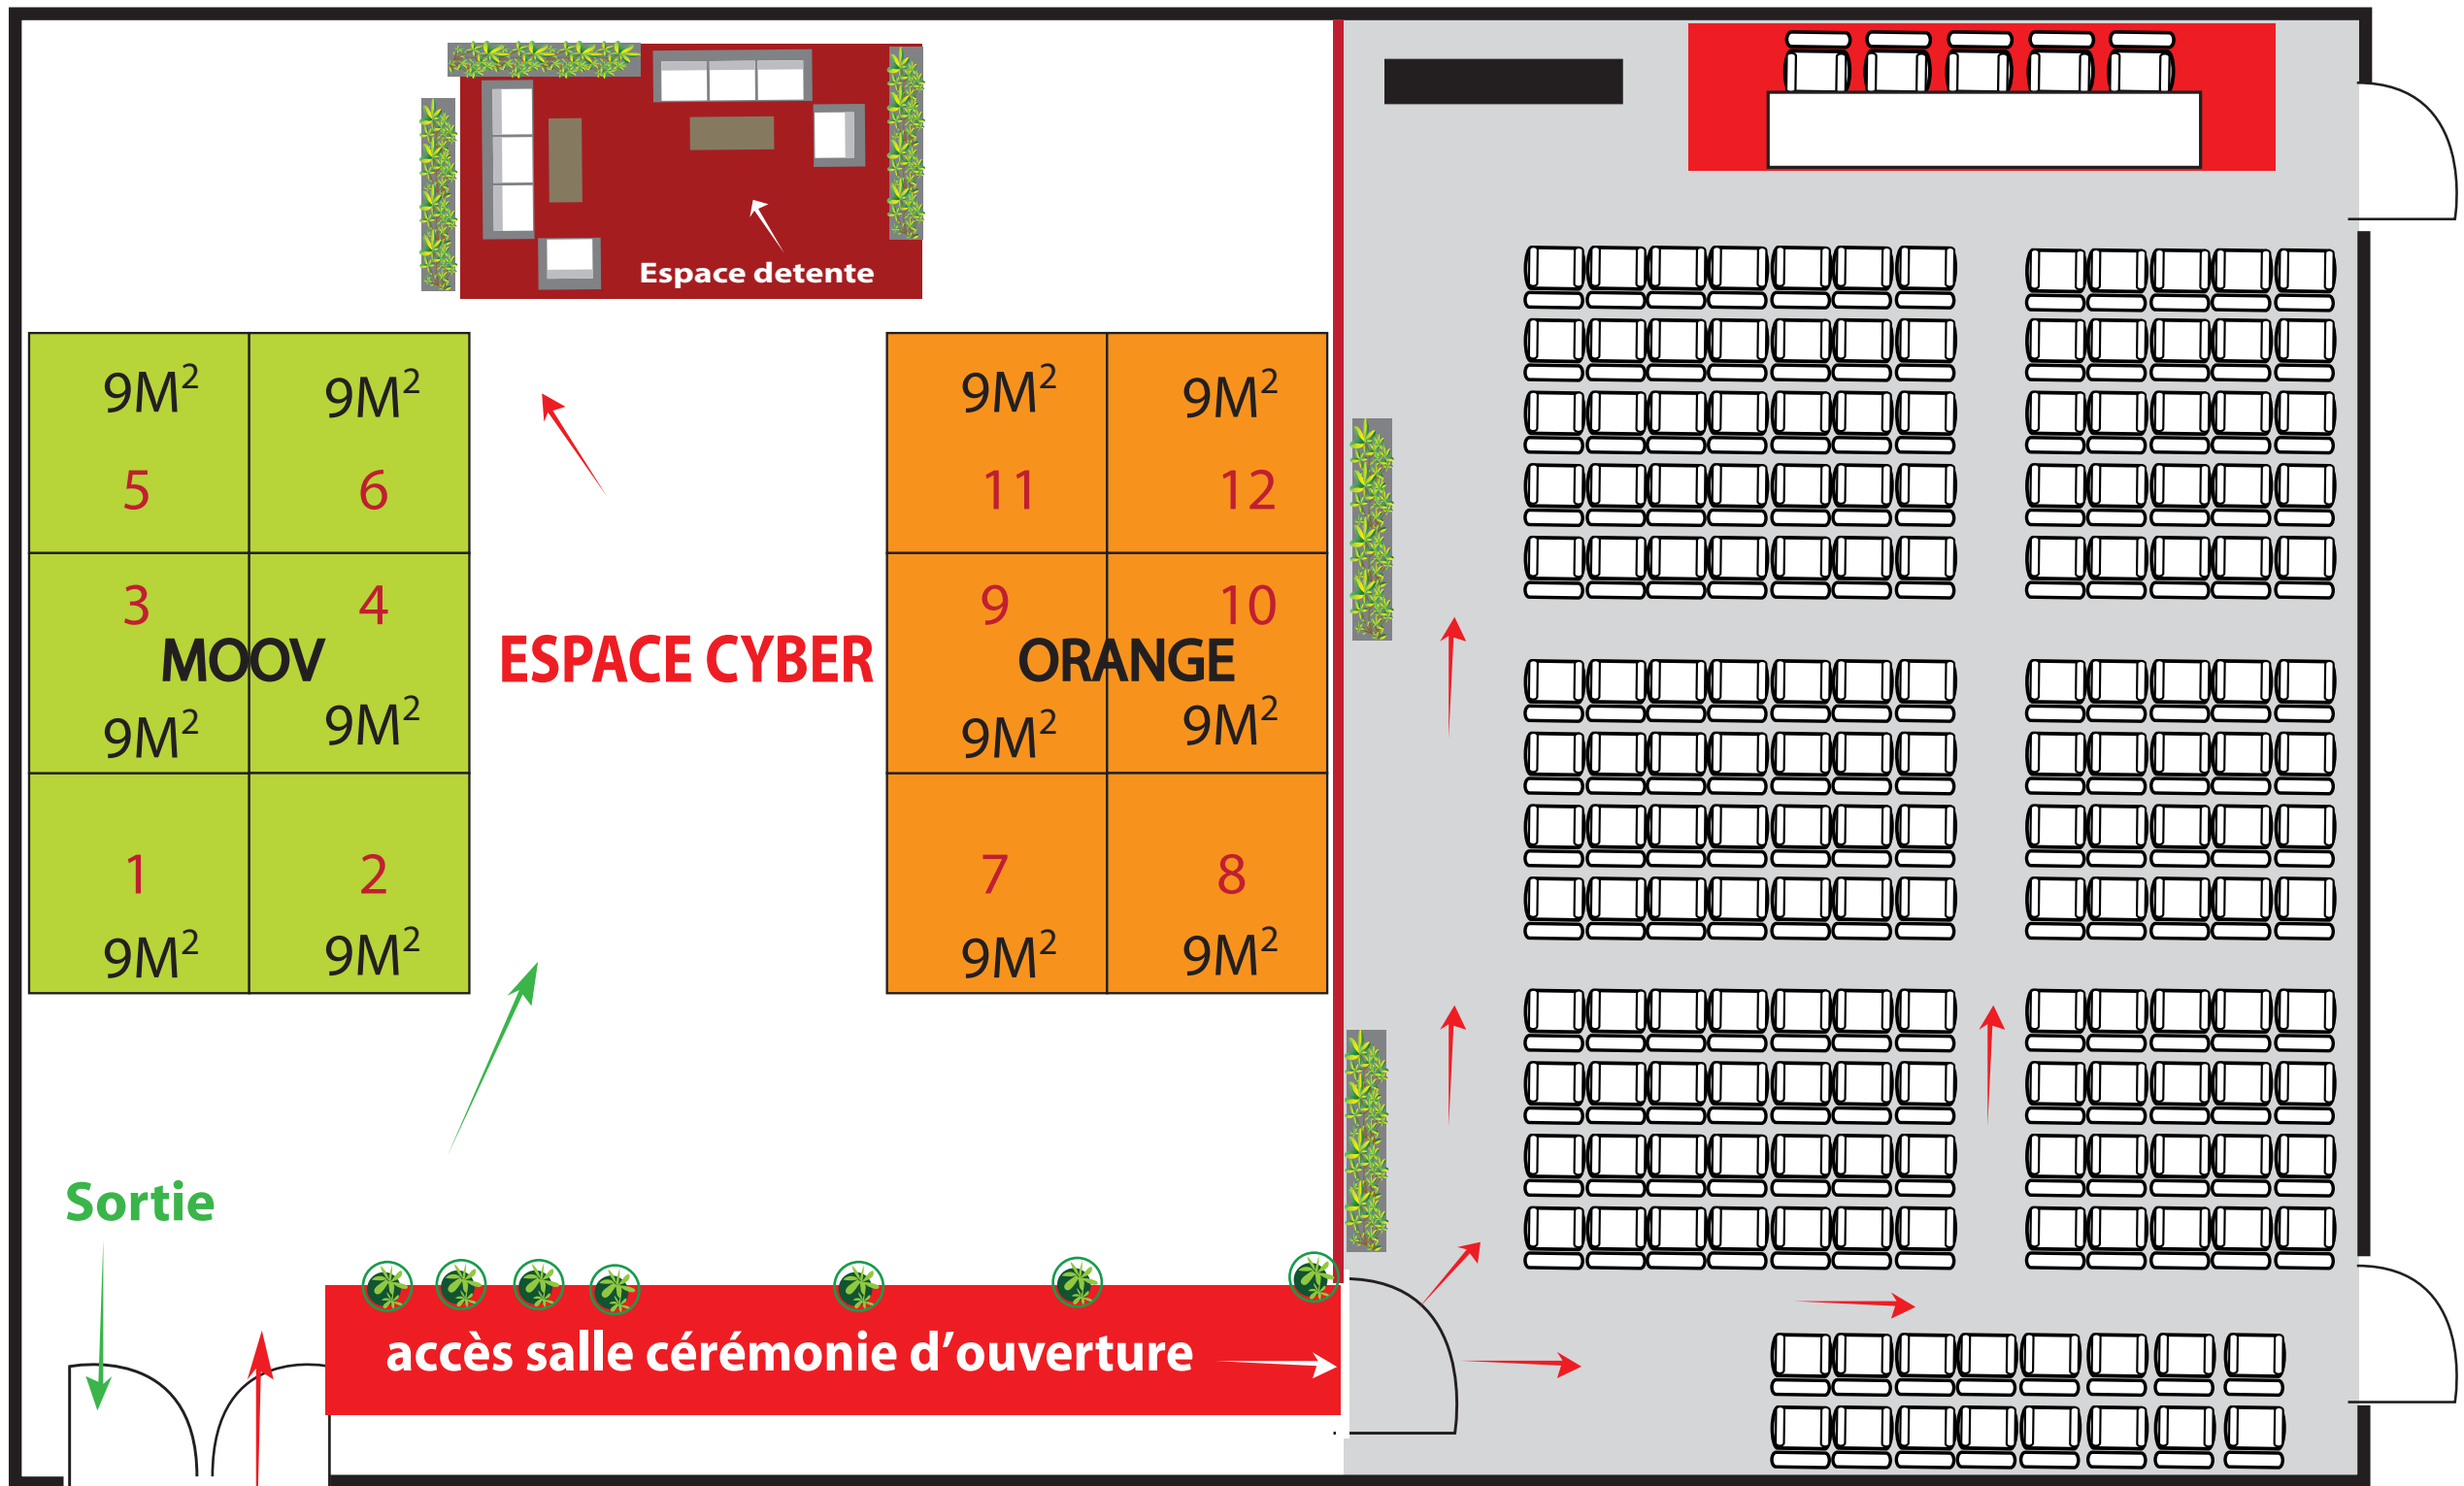 Espace detente
9M² 9M²
5 6
3 4
MOOV
9M² 9M²
1 2
9M² 9M²
ESPACE CYBER
9M² 9M²
11 12
9 10
ORANGE
9M² 9M²
7 8
9M² 9M²
Sortie
accès salle cérémonie d’ouverture